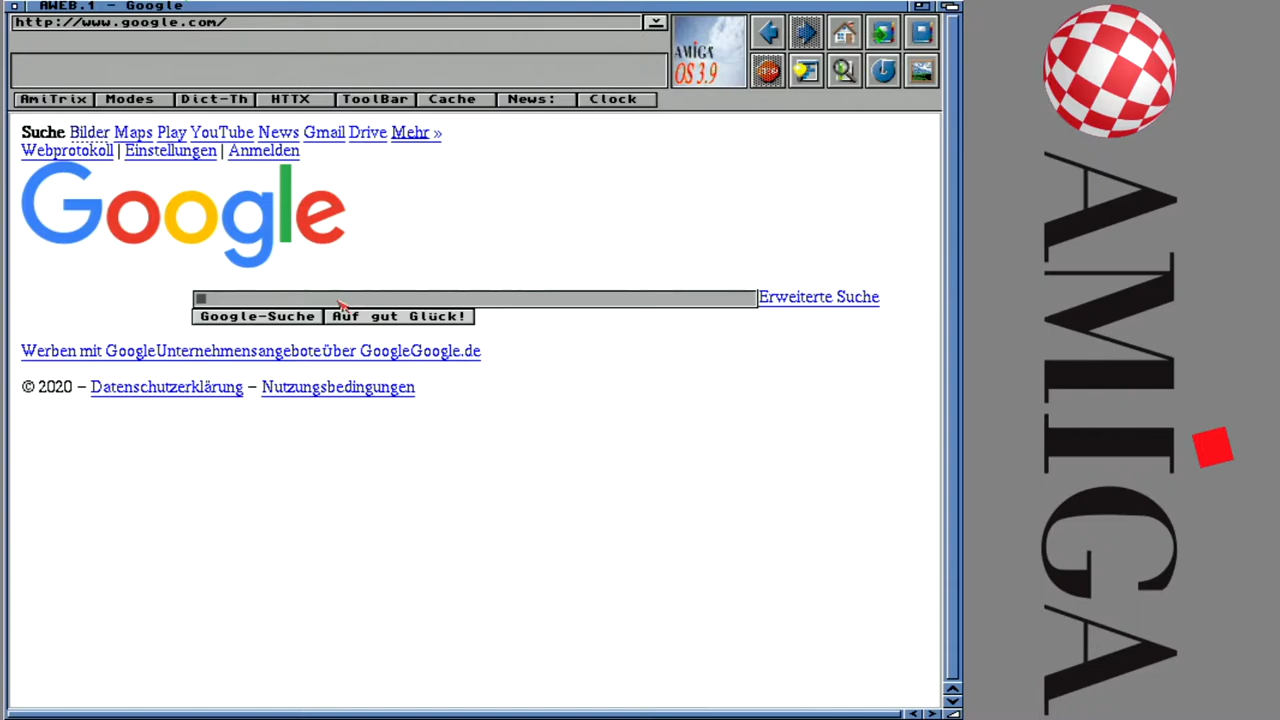 AWEB.1 - Google
http://www.google.com/
AMIGA
OS 3.9
AmiTrix Modes Dict-Th HTTX ToolBar Cache News: Clock
Suche Bilder Maps Play YouTube News Gmail Drive Mehr »
Webprotokoll | Einstellungen | Anmelden
Google
Erweiterte Suche
Google-Suche Auf gut Glück!
Werben mit GoogleUnternehmensangeboteüber GoogleGoogle.de
© 2020 – Datenschutzerklärung – Nutzungsbedingungen
AMIGA